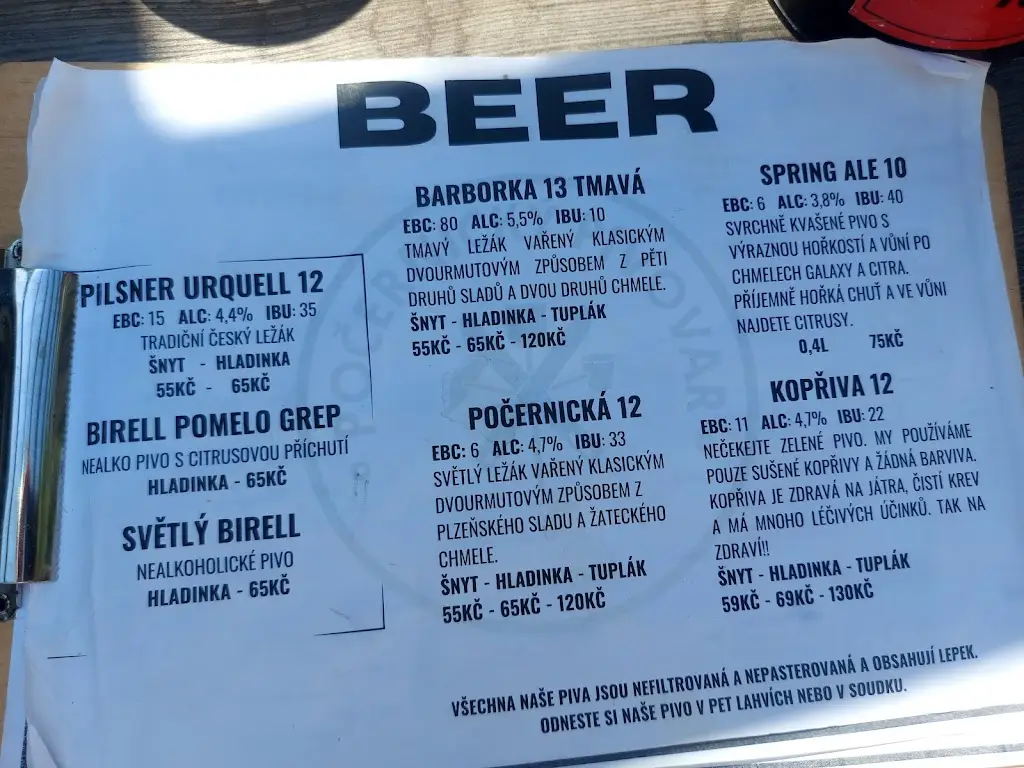 BEER
PILSNER URQUELL 12
EBC: 15 ALC: 4,4% IBU: 35
TRADIČNÍ ČESKÝ LEŽÁK
ŠNYT - HLADINKA
55KČ - 65KČ
BIRELL POMELO GREP
NEALKO PIVO S CITRUSOVOU PŘÍCHUTÍ
HLADINKA - 65KČ
SVĚTLÝ BIRELL
NEALKOHOLICKÉ PIVO
HLADINKA - 65KČ
BARBORKA 13 TMAVÁ
EBC: 80 ALC: 5,5% IBU: 10
TMAVÝ LEŽÁK VAŘENÝ KLASICKÝM
DVOURMUTOVÝM ZPŮSOBEM Z PĚTI
DRUHŮ SLADŮ A DVOU DRUHŮ CHMELE.
ŠNYT - HLADINKA - TUPLÁK
55KČ - 65KČ - 120KČ
POČERNICKÁ 12
EBC: 6 ALC: 4,7% IBU: 33
SVĚTLÝ LEŽÁK VAŘENÝ KLASICKÝM
DVOURMUTOVÝM ZPŮSOBEM Z
PLZEŇSKÉHO SLADU A ŽATECKÉHO
CHMELE.
ŠNYT - HLADINKA - TUPLÁK
55KČ - 65KČ - 120KČ
SPRING ALE 10
EBC: 6 ALC: 3,8% IBU: 40
SVRCHNĚ KVAŠENÉ PIVO S
VÝRAZNOU HOŘKOSTÍ A VŮNÍ PO
CHMELECH GALAXY A CITRA.
PŘÍJEMNĚ HOŘKÁ CHUŤ A VE VŮNI
NAJDETE CITRUSY.
0,4L 75KČ
KOPŘIVA 12
EBC: 11 ALC: 4,7% IBU: 22
NEČEKEJTE ZELENÉ PIVO. MY POUŽÍVÁME
POUZE SUŠENÉ KOPŘIVY A ŽÁDNÁ BARVIVA.
KOPŘIVA JE ZDRAVÁ NA JÁTRA, ČISTÍ KREV
A MÁ MNOHO LÉČIVÝCH ÚČINKŮ. TAK NA
ZDRAVÍ!!
ŠNYT - HLADINKA - TUPLÁK
59KČ - 69KČ - 130KČ
VŠECHNA NAŠE PIVA JSOU NEFILTROVANÁ A NEPASTEROVANÁ A OBSAHUJÍ LEPEK.
ODNESTE SI NAŠE PIVO V PET LAHVÍCH NEBO V SOUDKU.